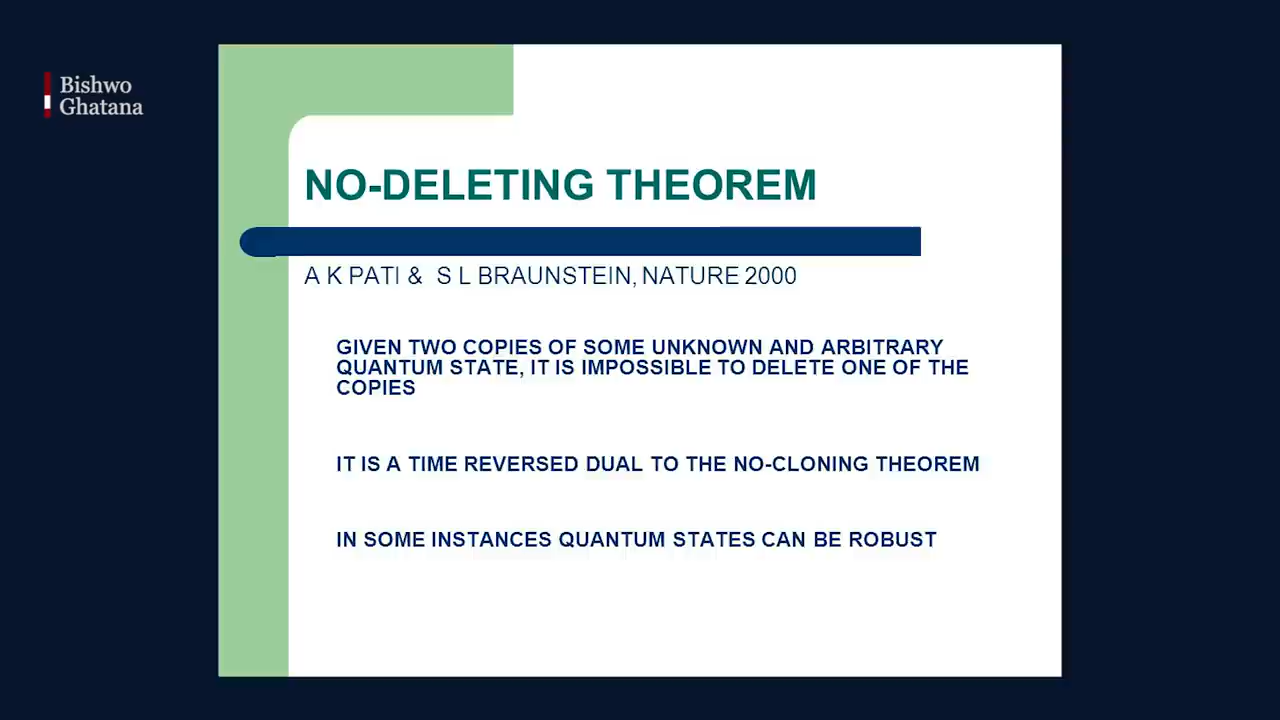 Bishwo
Ghatana
NO-DELETING THEOREM
A K PATI & S L BRAUNSTEIN, NATURE 2000
GIVEN TWO COPIES OF SOME UNKNOWN AND ARBITRARY
QUANTUM STATE, IT IS IMPOSSIBLE TO DELETE ONE OF THE
COPIES
IT IS A TIME REVERSED DUAL TO THE NO-CLONING THEOREM
IN SOME INSTANCES QUANTUM STATES CAN BE ROBUST